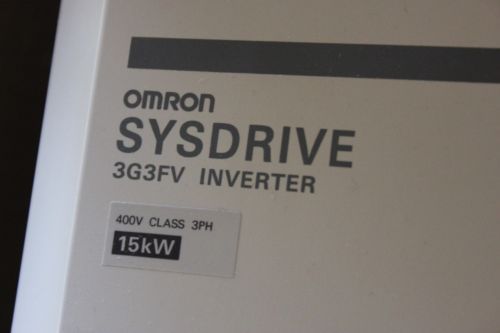 OMRON
SYSDRIVE
3G3FV INVERTER
400V CLASS 3PH
15kW